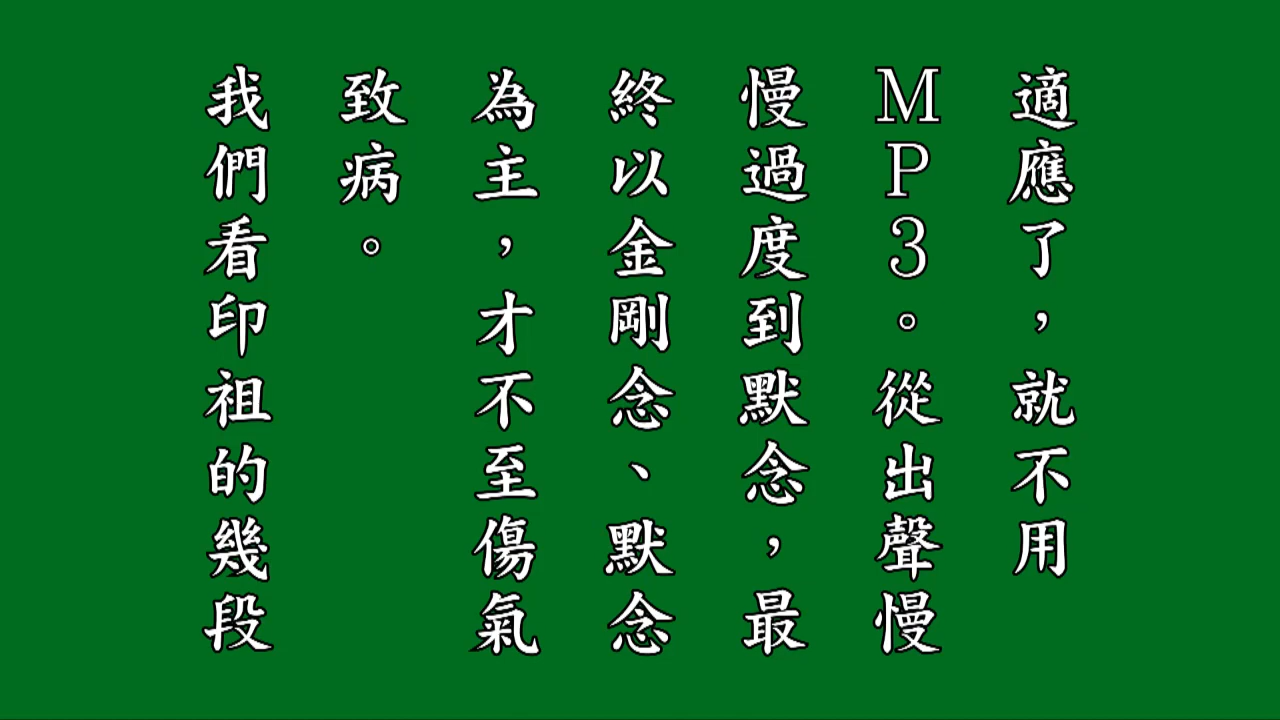 適應了，就不用
ＭＰ３。從出聲慢
慢過度到默念，最
終以金剛念、默念
為主，才不至傷氣
致病。
我們看印祖的幾段